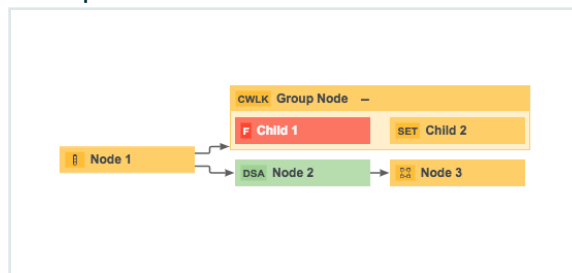 CWLK Group Node –
F Child 1
SET Child 2
Node 1
DSA Node 2
Node 3